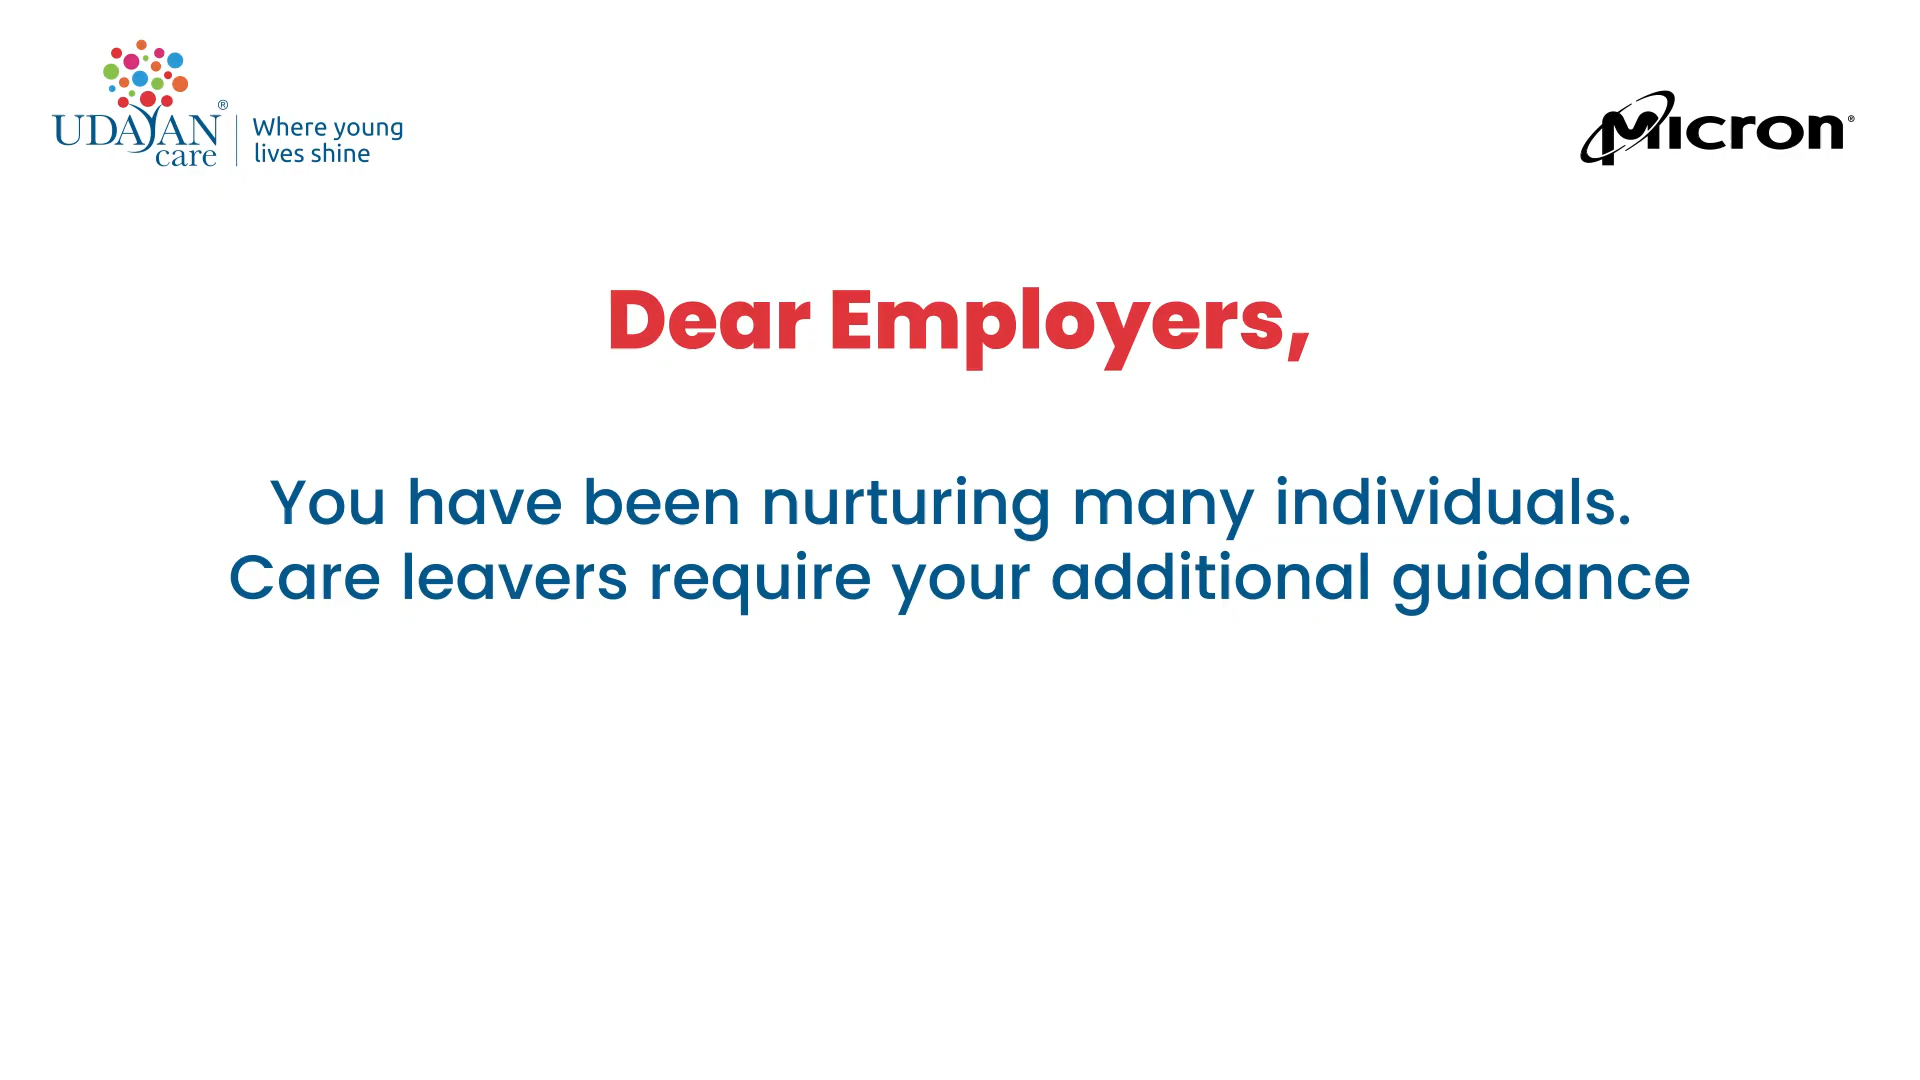 UDAYAN®
care
Where young
lives shine
Micron®
Dear Employers,
You have been nurturing many individuals.
Care leavers require your additional guidance